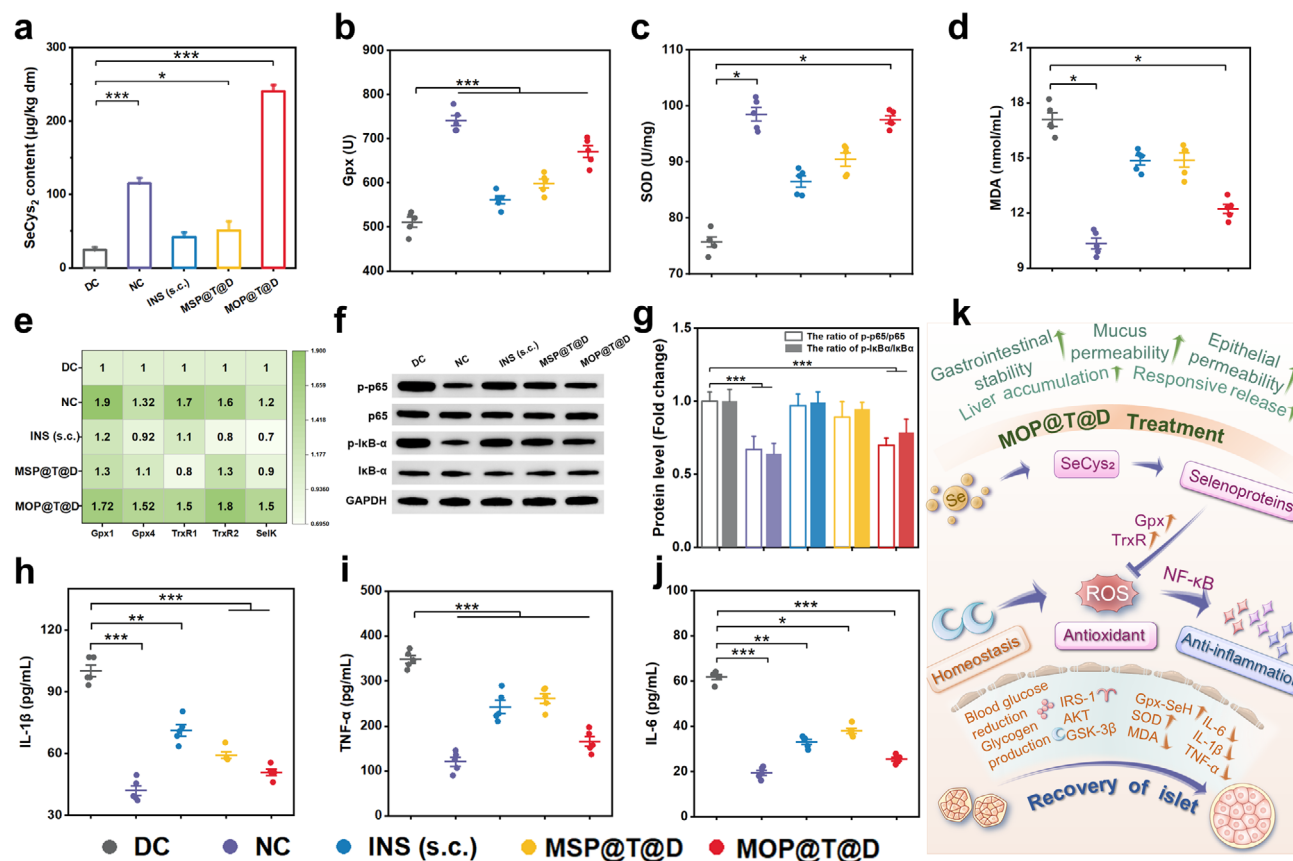 a
SeCys₂ content (µg/kg dm)
300
200
100
0
***
*
***
DC
NC
INS (s.c.)
MSP@T@D
MOP@T@D
b
Gpx (U)
900
800
700
600
500
400
***
c
SOD (U/mg)
110
100
90
80
70
*
*
d
MDA (nmol/mL)
21
18
15
12
9
*
*
e
DC 1 1 1 1 1
NC 1.9 1.32 1.7 1.6 1.2
INS (s.c.) 1.2 0.92 1.1 0.8 0.7
MSP@T@D 1.3 1.1 0.8 1.3 0.9
MOP@T@D 1.72 1.52 1.5 1.8 1.5
Gpx1 Gpx4 TrxR1 TrxR2 SelK
1.900
1.659
1.418
1.177
0.9360
0.6950
f
DC NC INS (s.c.) MSP@T@D MOP@T@D
p-p65
p65
p-IkB-α
IkB-α
GAPDH
g
Protein level (Fold change)
1.5
1.0
0.5
0.0
The ratio of p-p65/p65
The ratio of p-IkBα/IkBα
***
***
h
IL-1β (pg/mL)
120
90
60
30
***
**
***
i
TNF-α (pg/mL)
500
400
300
200
100
0
***
j
IL-6 (pg/mL)
80
60
40
20
0
***
*
**
***
k
Gastrointestinal
stability
Mucus
permeability
Epithelial
permeability
Liver accumulation
Responsive release
MOP@T@D Treatment
Se
SeCys₂
Selenoproteins
Gpx
TrxR
ROS
NF-κB
Homeostasis
Antioxidant
Anti-inflammation
Blood glucose
reduction
Glycogen
production
IRS-1
AKT
GSK-3β
Gpx-SeH
SOD
MDA
IL-6
IL-1β
TNF-α
Recovery of islet
DC NC INS (s.c.) MSP@T@D MOP@T@D